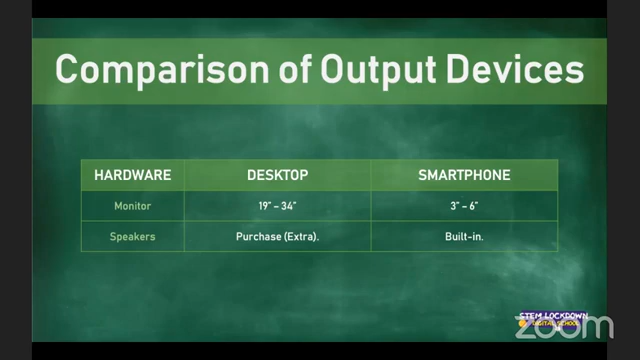 Comparison of Output Devices
HARDWARE DESKTOP SMARTPHONE
Monitor 19” – 34” 3” – 6”
Speakers Purchase (Extra). Built-in.
STEM LOCKDOWN
DIGITAL SCHOOL
zoom